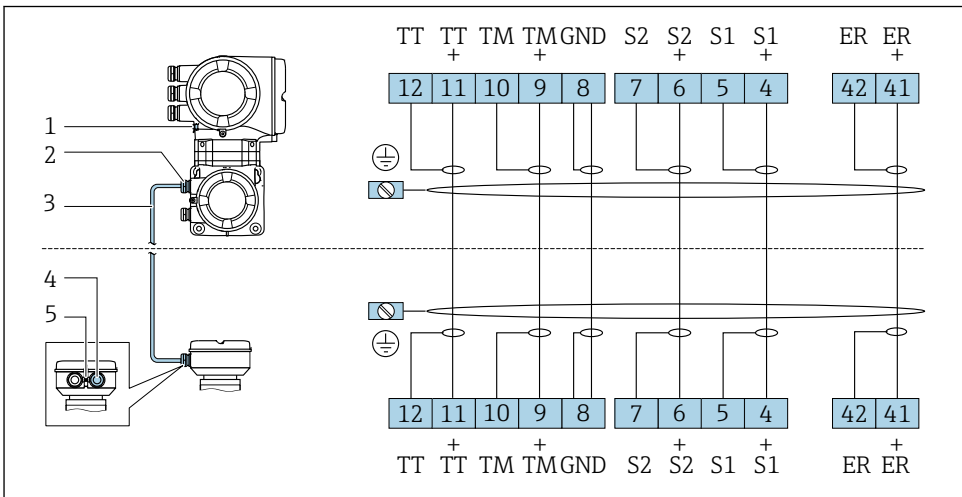 TT TT TM TM GND S2 S2 S1 S1 ER ER
+ + + + +
12 11 10 9 8 7 6 5 4 42 41
1
2
3
4
5
12 11 10 9 8 7 6 5 4 42 41
+ + + + +
TT TT TM TM GND S2 S2 S1 S1 ER ER